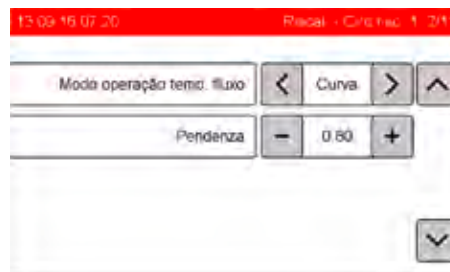 13:09 16.07.20
Modo operação temp. fluxo < Curva >
Pendenza - 0.80 +